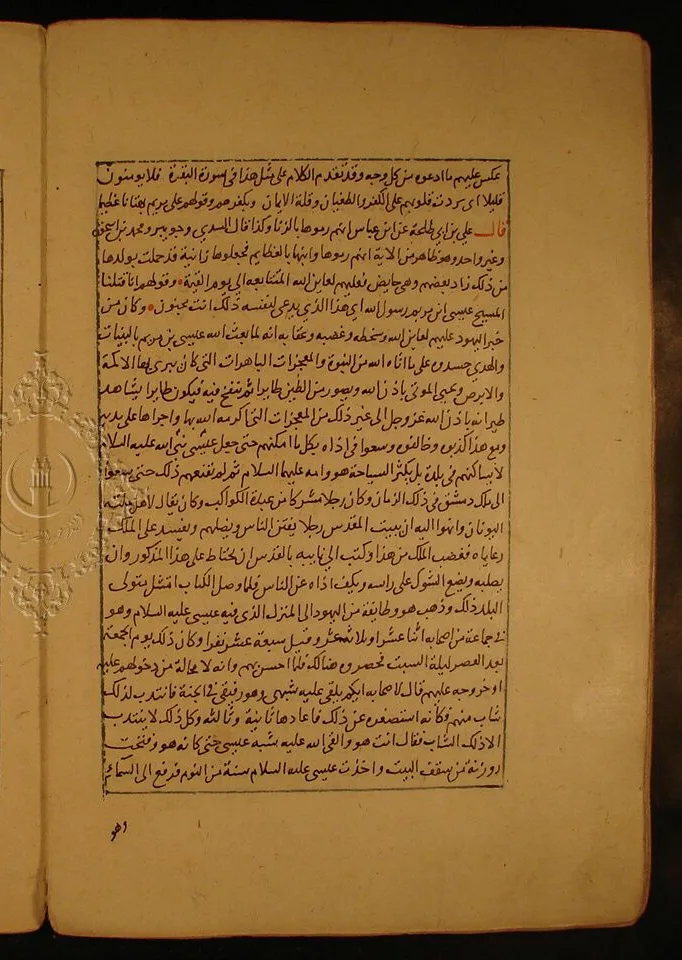 عكس عليهم ما ادعوه من كل وجه وقد تقدم الكلام على مثل هذا في سورة البقرة فلا يومنون
قليلا اي مردت قلوبهم على الكفر والطغيان وقلة الايمان وبكفرهم وقولهم على مريم بهتانا عظيما
قال علي بن ابي طلحة عن ابن عباس انهم رموها بالزنا وكذا قال السدي وجويبر ومحمد بن اسحق
وغير واحد وهو ظاهر من الاية انهم رموها وابنها بالعظايم فجعلوها زانية قد حملت بولدها
من ذلك زاد بعضهم وهي حايض فعليهم لعاين الله المتتابعه الى يوم القيمة وقولهم انا قتلنا
المسيح عيسى ابن مريم رسول الله اي هذا الذي يدعي لنفسه ذلك انت مجنون وكان من
خبر اليهود عليهم لعاين الله وسخطه وغضبه وعقابه انه لما بعث الله عيسى بن مريم بالبينات
والهدى حسدوه على ما اتاه الله من النبوة والمعجزات الباهرات التي كان يبري بها الاكمة
والابرص ويحيي الموتى باذن الله ويصور من الطين طايرا ثم ينفخ فيه فيكون طايرا يشاهد
طيرانه باذن الله عز وجل الى غير ذلك من المعجزات التي اكرمه الله بها واجراها على يديه
ومع هذا كذبوه وخالفوه وسعوا في اذاه بكل ما امكنهم حتى جعل عيسى نبي الله عليه السلام
لا يساكنهم في بلدة بل يكثر السياحة هو وامه عليهما السلام ثم لم يقنعهم ذلك حتى سعوا
الى ملك دمشق في ذلك الزمان وكان رجلا مشركا من عبدة الكواكب وكان يقال لاهل ملته
اليونان وانهوا اليه ان ببيت المقدس رجلا يفتن الناس ويضلهم ويفسد على الملك
رعاياه فغضب الملك من هذا وكتب الى نايبه بالقدس ان يحتاط على هذا المذكور وان
يصلبه ويضع الشوك على راسه ويكف اذاه عن الناس فلما وصل الكتاب امتثل متولى
البلد ذلك وذهب هو وطايفة من اليهود الى المنزل الذى فيه عيسى عليه السلام وهو
في جماعة من اصحابه اثنا عشر او ثلاثة عشر وقيل سبعة عشر نفرا وكان ذلك يوم الجمعة
بعد العصر ليلة السبت فحصروه هنالك فلما احسن بهم وانه لا محالة من دخولهم عليه
او خروجه عليهم قال لاصحابه ايكم يلقى عليه شبهي وهو رفيقي في الجنة فانتدب لذلك
شاب منهم وكأنه استصغره عن ذلك فاعادها ثانية وثالثة وكل ذلك لا ينتدب
الا ذلك الشاب فقال انت هو والقى الله عليه شبه عيسى حتى كانه هو وفتحت
روزنة من سقف البيت واخذت عيسى عليه السلام سنة من النوم فرفع الى السماء
وهو